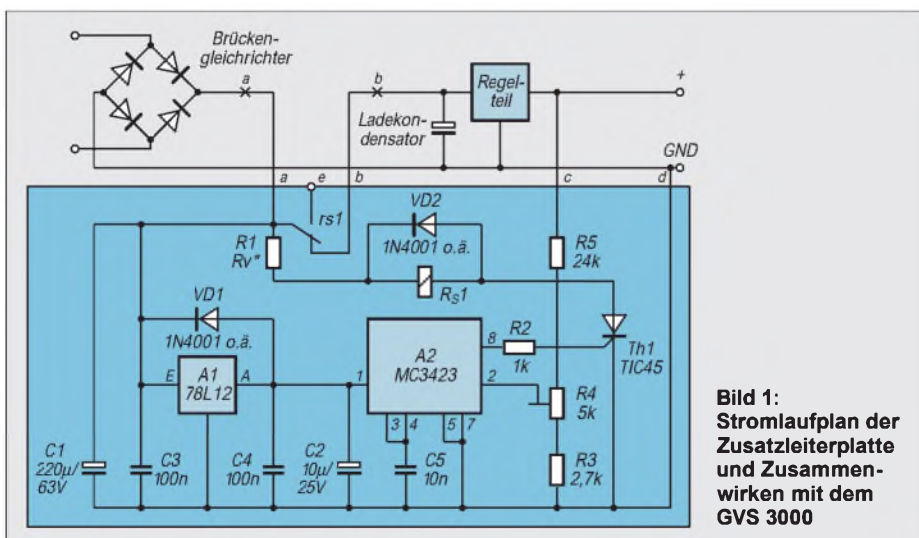 Brücken-
gleichrichter
a
b
Regel-
teil
+
Ladekon-
densator
GND
a
e
b
c
d
rs1
VD2
1N4001 o.ä.
R1
Rv*
R5
24k
RS1
VD1
1N4001 o.ä.
A2
MC3423
8
R2
1k
Th1
TIC45
E
A1
78L12
A
1
2
R4
5k
3
4
5
7
C1
220µ/
63V
C3
100n
C4
100n
C2
10µ/
25V
C5
10n
R3
2,7k
Bild 1:
Stromlaufplan der
Zusatzleiterplatte
und Zusammen-
wirken mit dem
GVS 3000